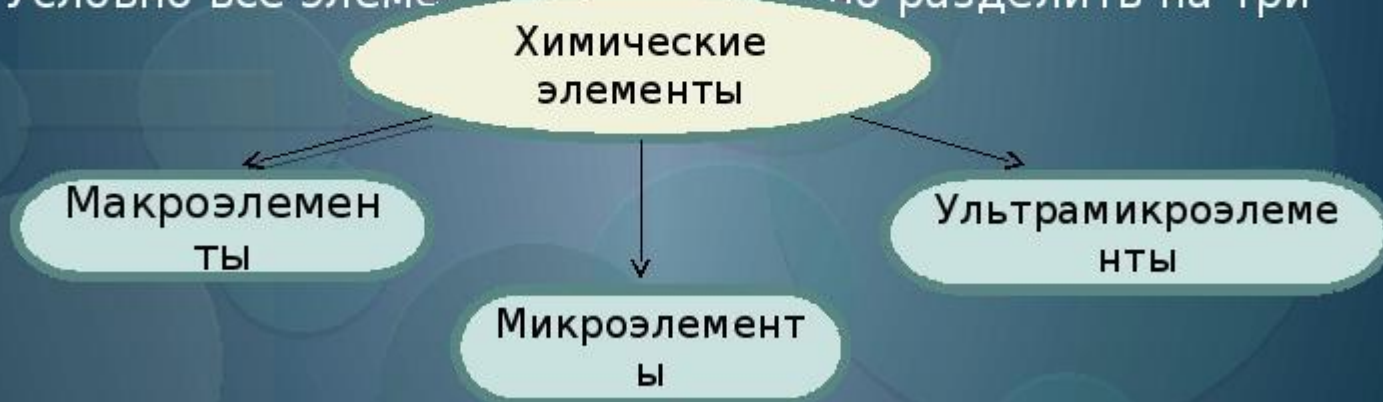 Условно все разделить на три
Химические
элементы
Макроэлемен
ты
Ультрамикроэлеме
нты
Микроэлемент
ы